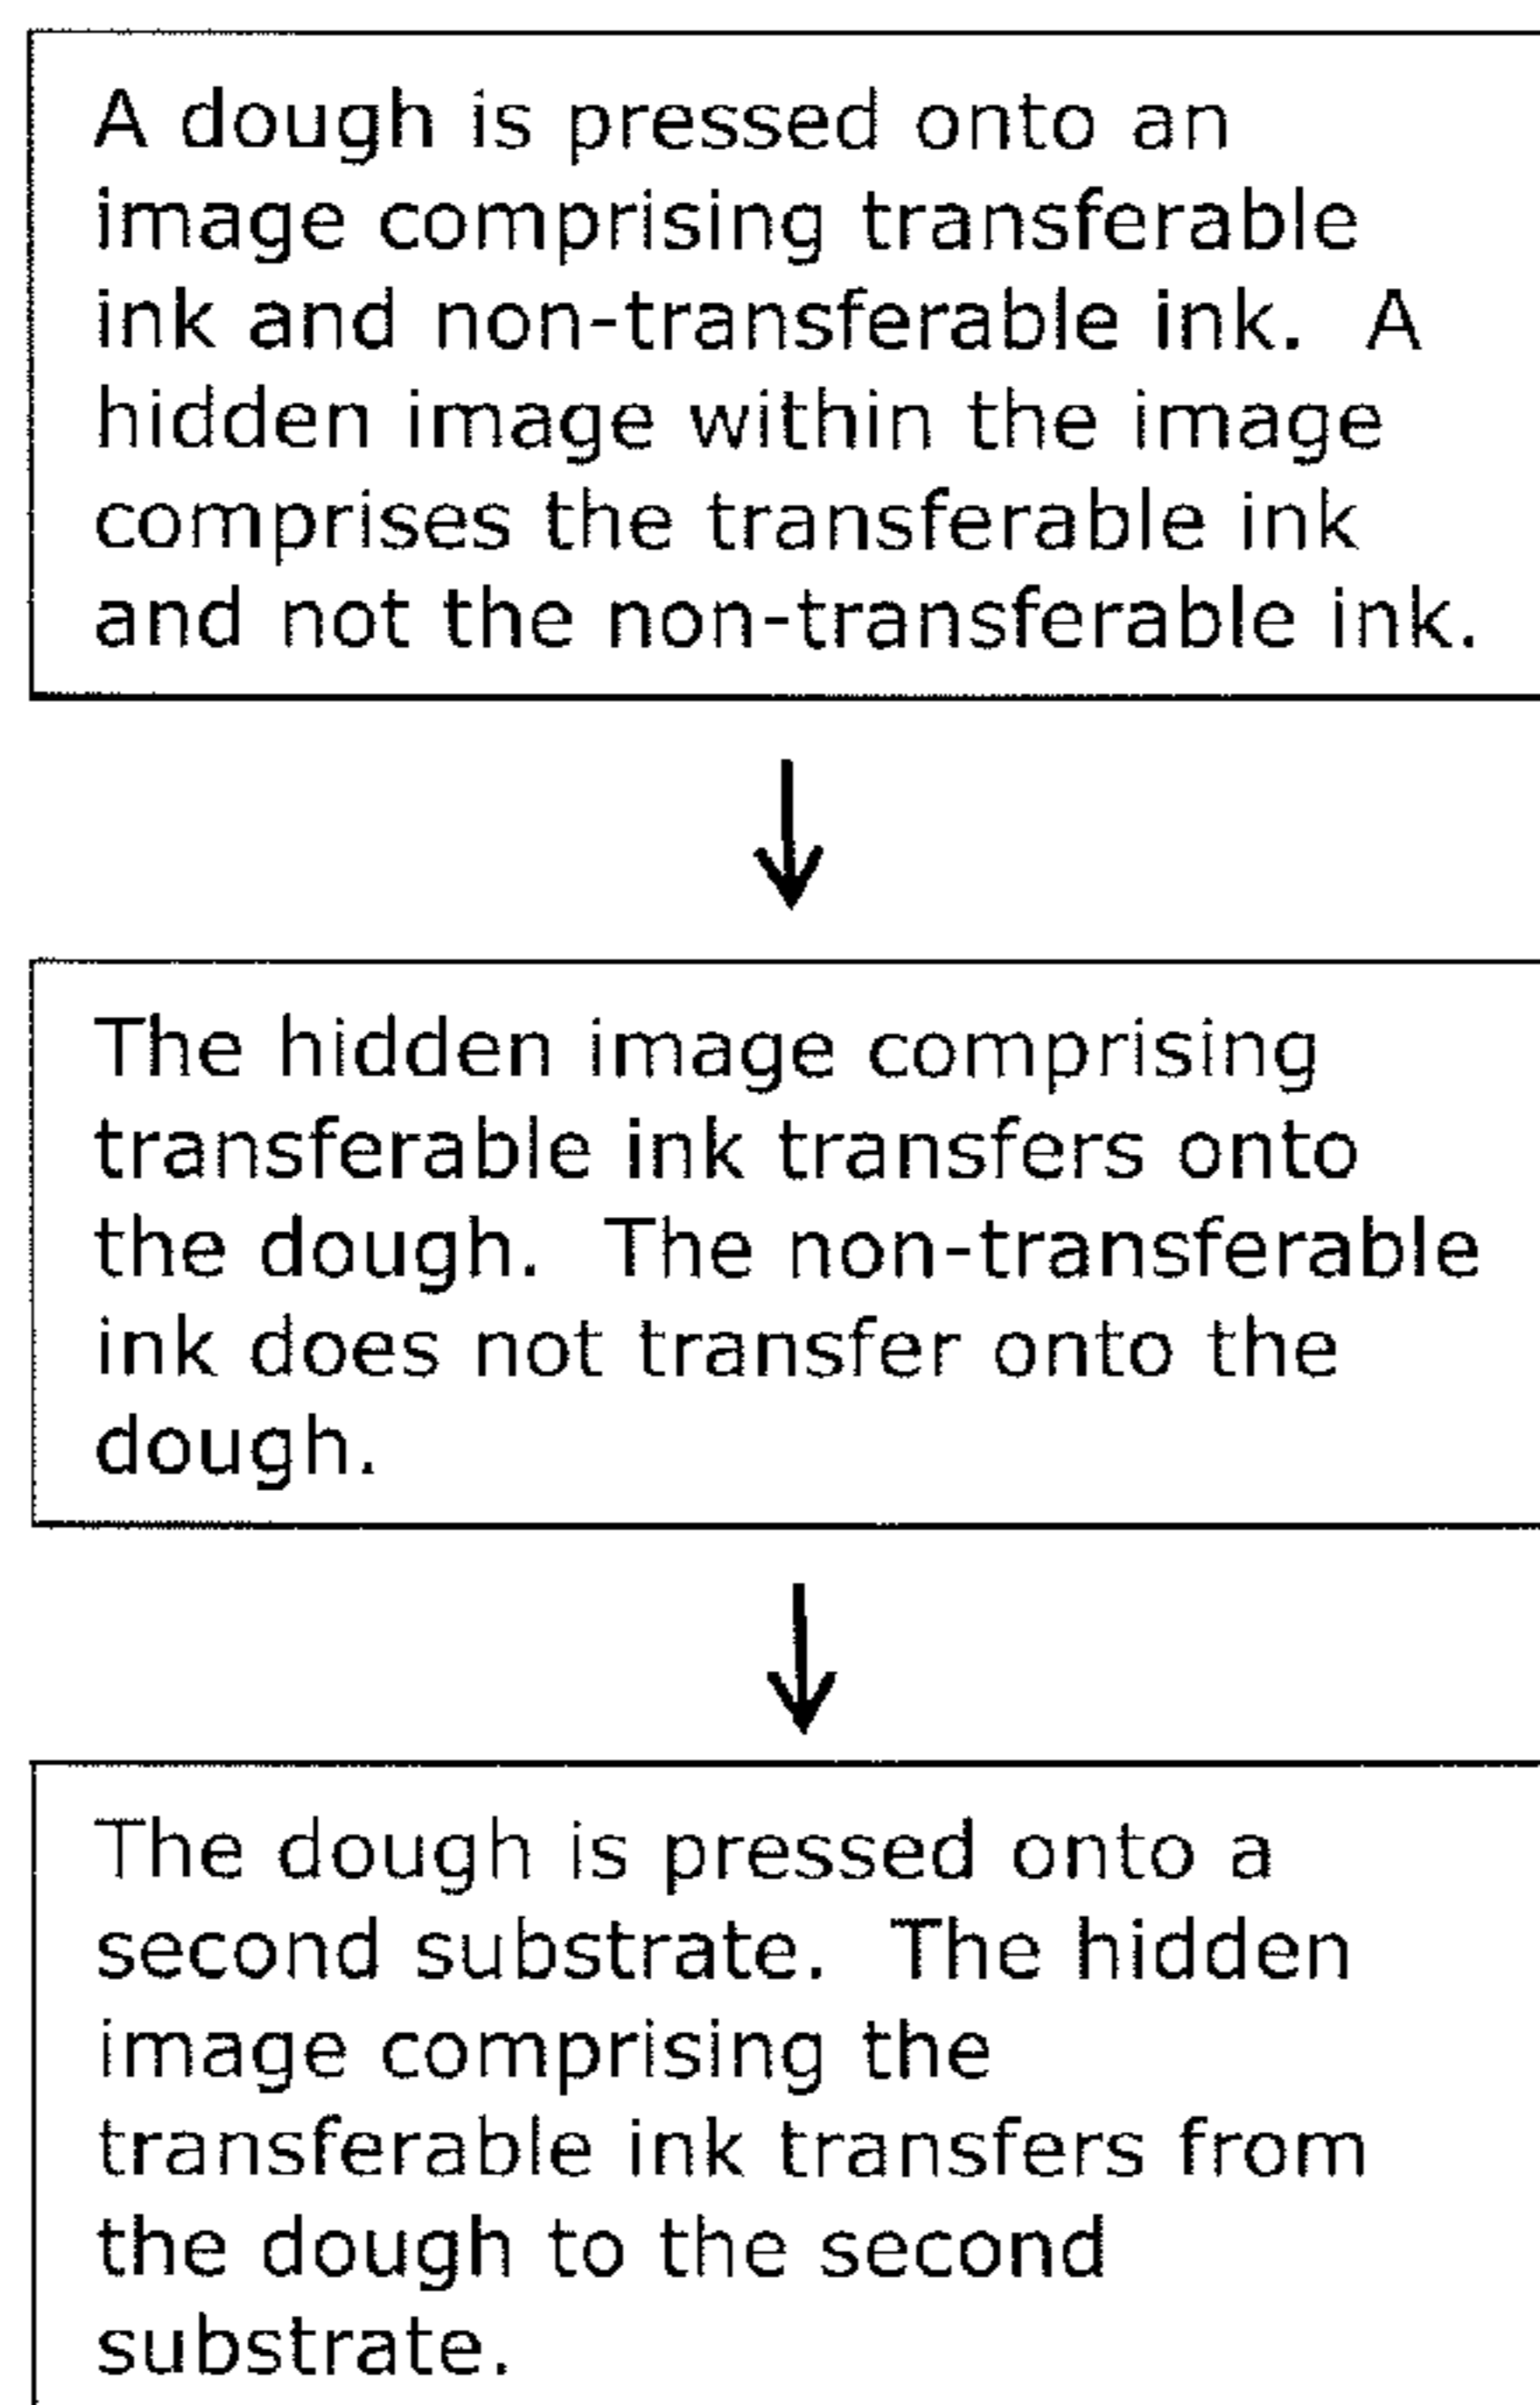 A dough is pressed onto an
image comprising transferable
ink and non-transferable ink.  A
hidden image within the image
comprises the transferable ink
and not the non-transferable ink.
The hidden image comprising
transferable ink transfers onto
the dough.  The non-transferable
ink does not transfer onto the
dough.
The dough is pressed onto a
second substrate.  The hidden
image comprising the
transferable ink transfers from
the dough to the second
substrate.